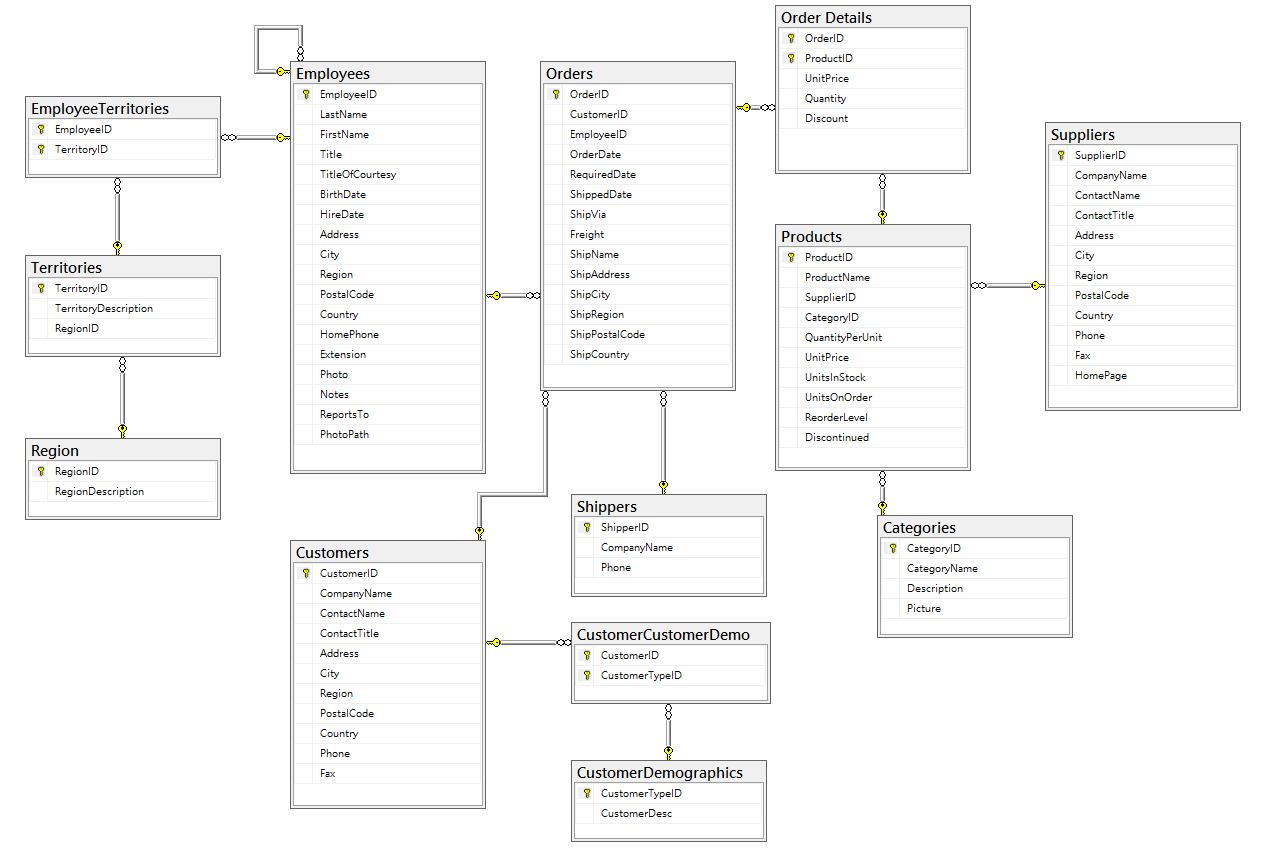 EmployeeTerritories
EmployeeID
TerritoryID
Territories
TerritoryID
TerritoryDescription
RegionID
Region
RegionID
RegionDescription
Employees
EmployeeID
LastName
FirstName
Title
TitleOfCourtesy
BirthDate
HireDate
Address
City
Region
PostalCode
Country
HomePhone
Extension
Photo
Notes
ReportsTo
PhotoPath
Customers
CustomerID
CompanyName
ContactName
ContactTitle
Address
City
Region
PostalCode
Country
Phone
Fax
Orders
OrderID
CustomerID
EmployeeID
OrderDate
RequiredDate
ShippedDate
ShipVia
Freight
ShipName
ShipAddress
ShipCity
ShipRegion
ShipPostalCode
ShipCountry
Shippers
ShipperID
CompanyName
Phone
CustomerCustomerDemo
CustomerID
CustomerTypeID
CustomerDemographics
CustomerTypeID
CustomerDesc
Order Details
OrderID
ProductID
UnitPrice
Quantity
Discount
Products
ProductID
ProductName
SupplierID
CategoryID
QuantityPerUnit
UnitPrice
UnitsInStock
UnitsOnOrder
ReorderLevel
Discontinued
Categories
CategoryID
CategoryName
Description
Picture
Suppliers
SupplierID
CompanyName
ContactName
ContactTitle
Address
City
Region
PostalCode
Country
Phone
Fax
HomePage